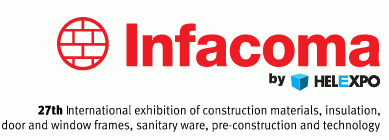 Infacoma
by HELEXPO
27th International exhibition of construction materials, insulation,
door and window frames, sanitary ware, pre-construction and technology